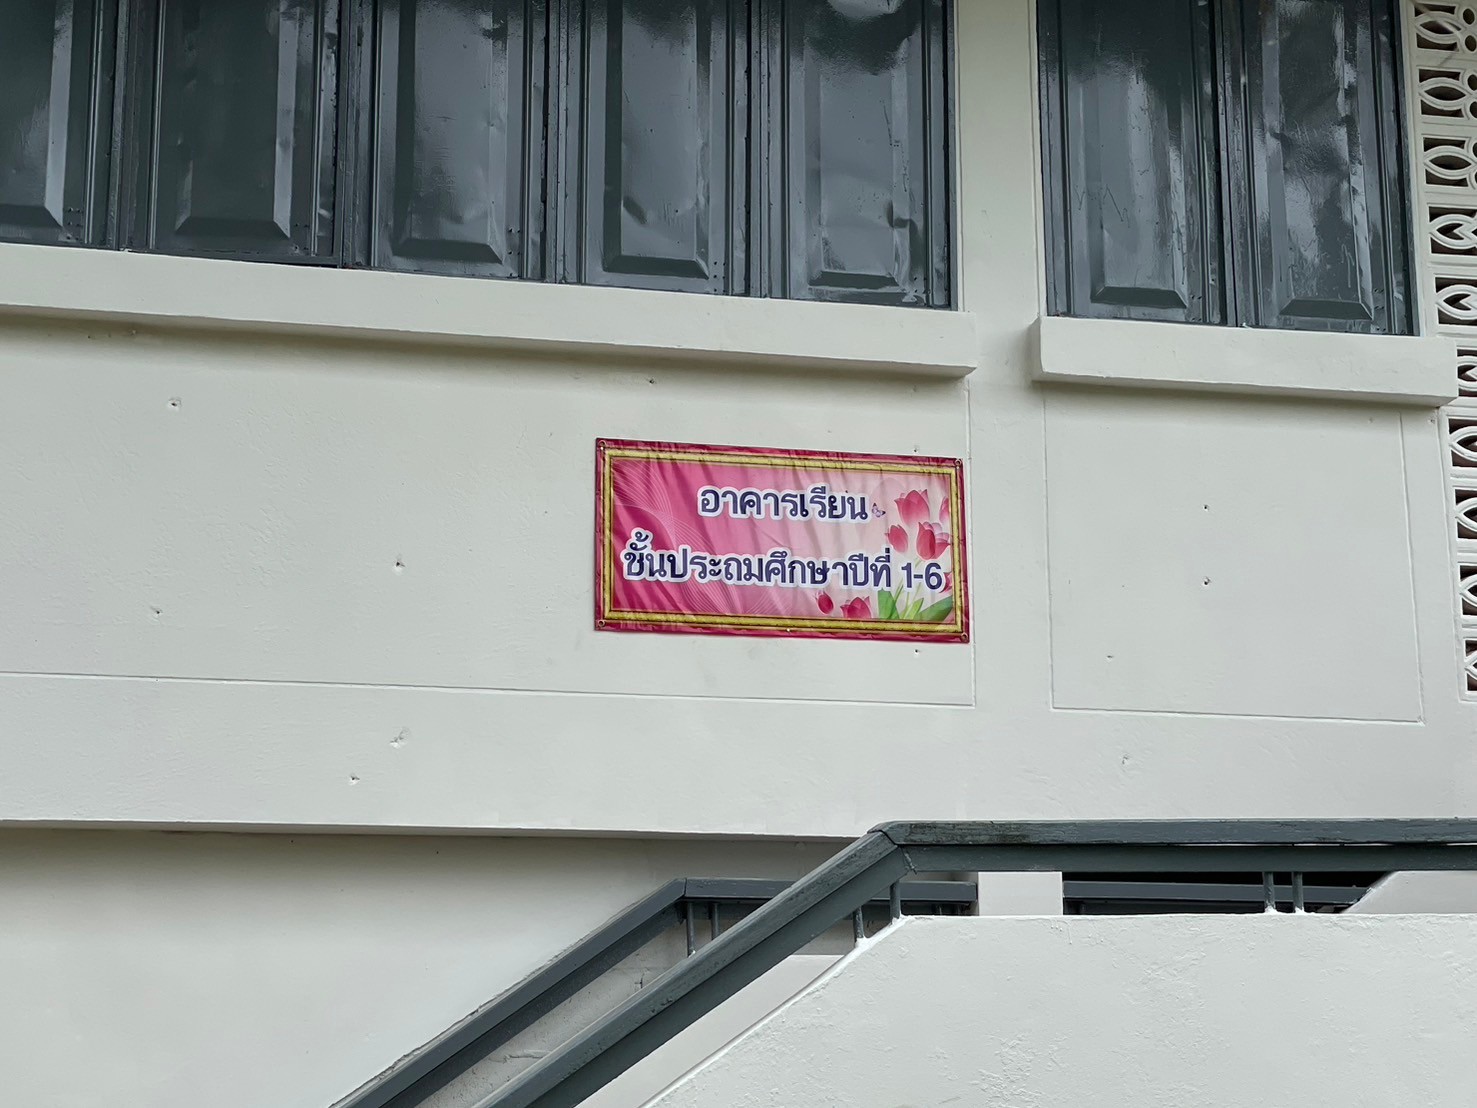 อาคารเรียน
ชั้นประถมศึกษาปีที่ 1-6